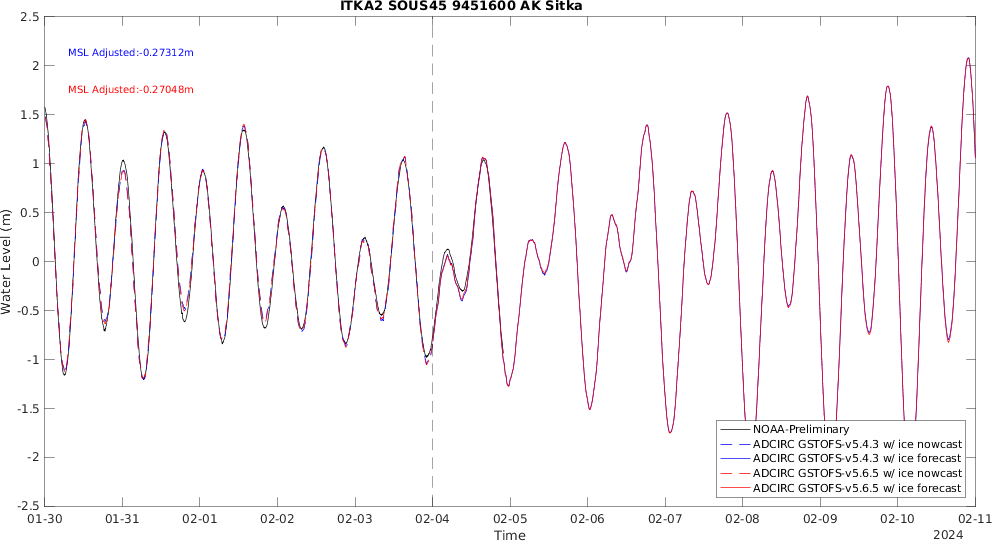 ITKA2 SOUS45 9451600 AK Sitka
MSL Adjusted:-0.27312m
MSL Adjusted:-0.27048m
Water Level (m)
2.5
2
1.5
1
0.5
0
-0.5
-1
-1.5
-2
-2.5
NOAA-Preliminary
ADCIRC GSTOFS-v5.4.3 w/ ice nowcast
ADCIRC GSTOFS-v5.4.3 w/ ice forecast
ADCIRC GSTOFS-v5.6.5 w/ ice nowcast
ADCIRC GSTOFS-v5.6.5 w/ ice forecast
01-30 01-31 02-01 02-02 02-03 02-04 02-05 02-06 02-07 02-08 02-09 02-10 02-11
Time
2024